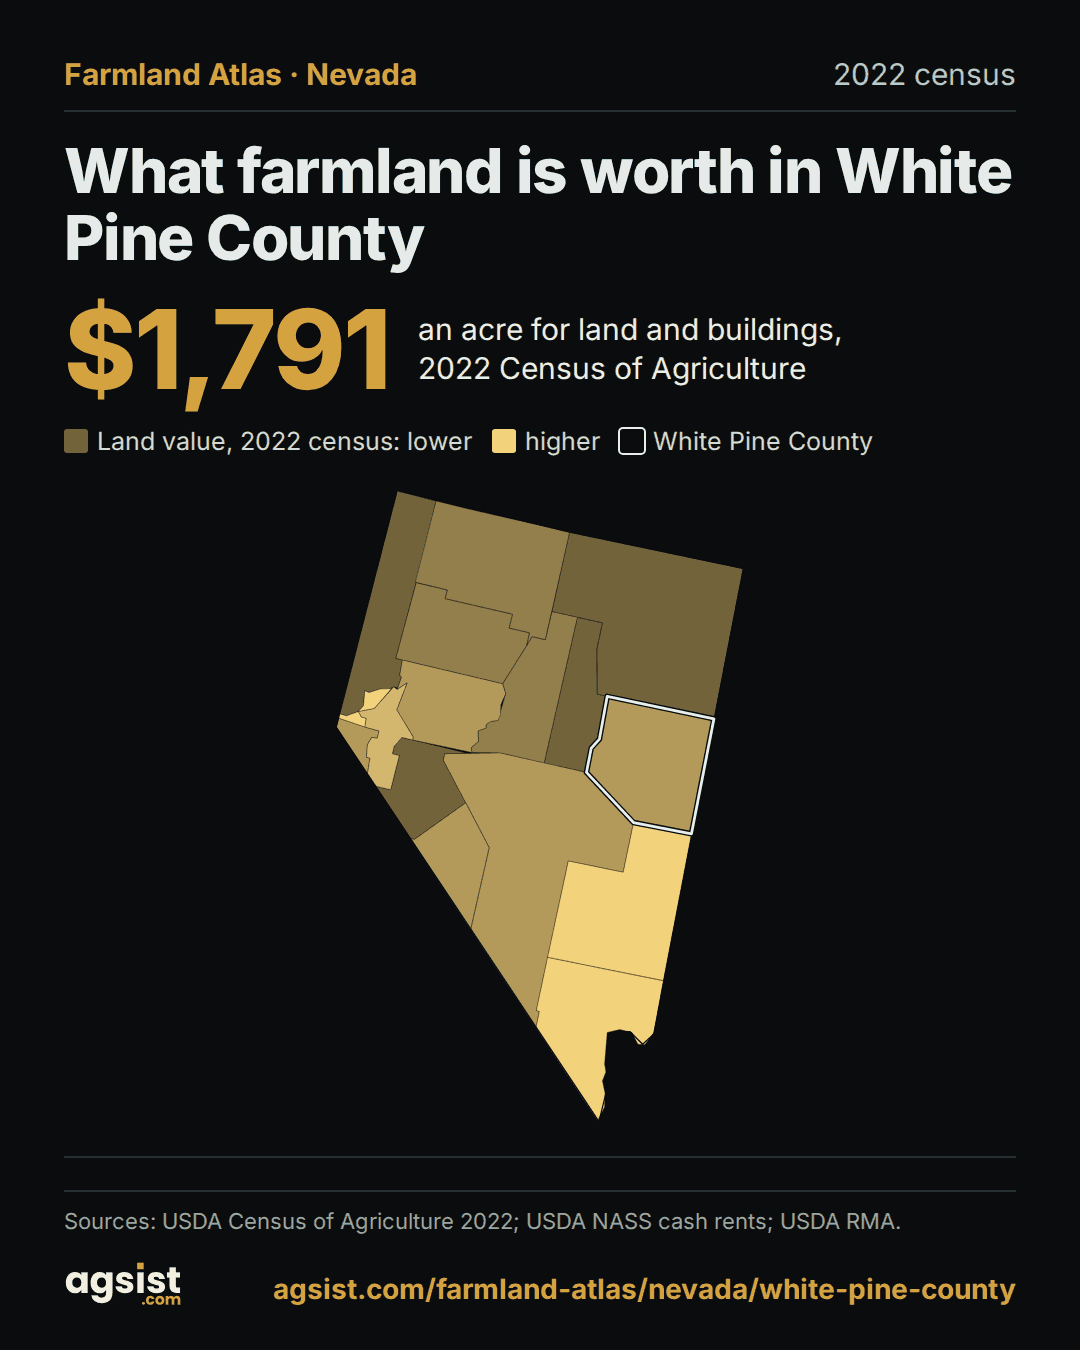 Farmland Atlas · Nevada
2022 census
What farmland is worth in White
Pine County
$1,791
an acre for land and buildings,
2022 Census of Agriculture
Land value, 2022 census: lower
higher
White Pine County
Sources: USDA Census of Agriculture 2022; USDA NASS cash rents; USDA RMA.
agsist
.com
agsist.com/farmland-atlas/nevada/white-pine-county